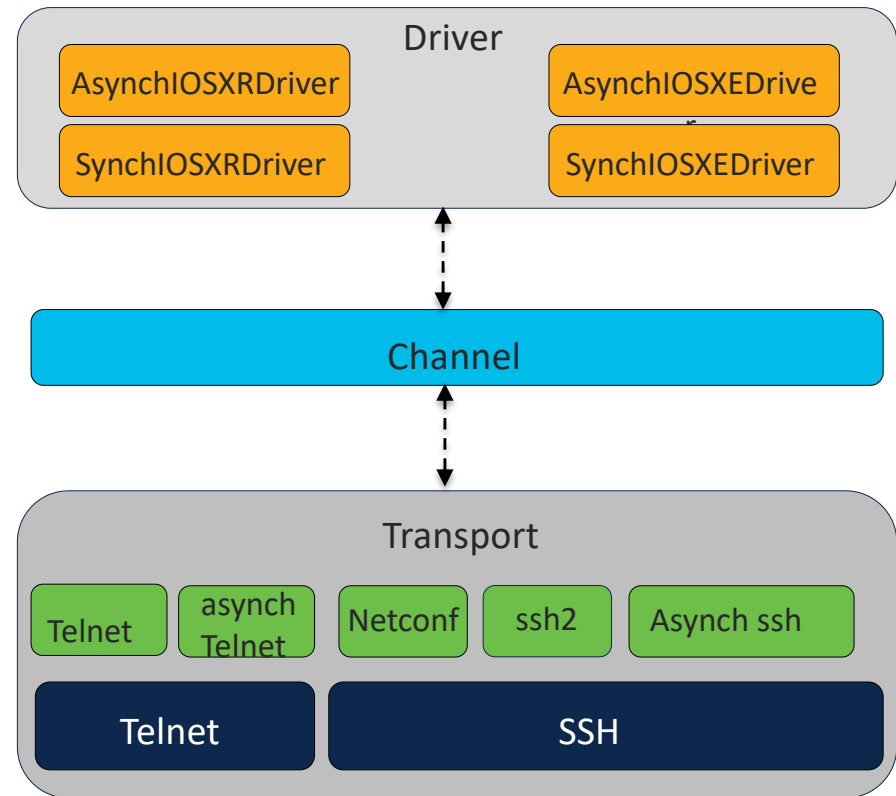 Driver
AsynchIOSXRDriver
AsynchIOSXEDrive
r
SynchIOSXRDriver
SynchIOSXEDriver
Channel
Transport
Telnet
asynch
Telnet
Netconf
ssh2
Asynch ssh
Telnet
SSH